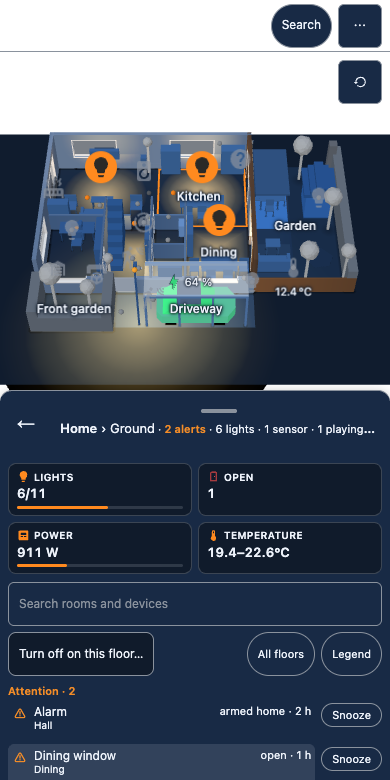 Search
...
Kitchen
Garden
Dining
64 %
12.4 °C
Front garden
Driveway
← Home › Ground · 2 alerts · 6 lights · 1 sensor · 1 playing...
LIGHTS
6/11
OPEN
1
POWER
911 W
TEMPERATURE
19.4–22.6°C
Search rooms and devices
Turn off on this floor...
All floors
Legend
Attention · 2
Alarm
armed home · 2 h
Snooze
Hall
Dining window
open · 1 h
Snooze
Dining